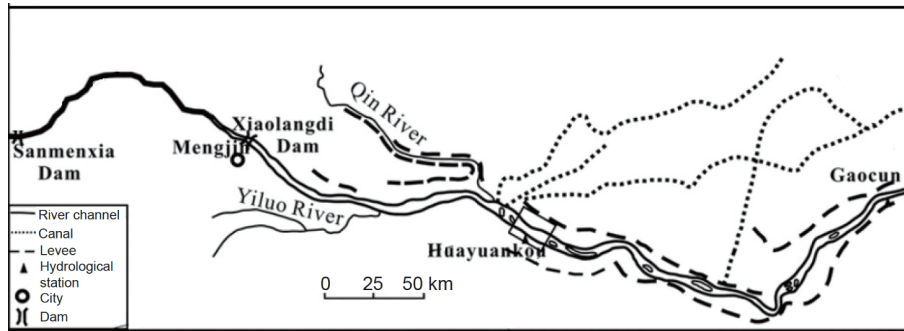 Qin River
Sanmenxia
Dam
Mengjin
Xiaolangdi
Dam
Yiluo River
Huayuankou
Gaocun
River channel
Canal
Levee
Hydrological
station
City
Dam
0 25 50 km